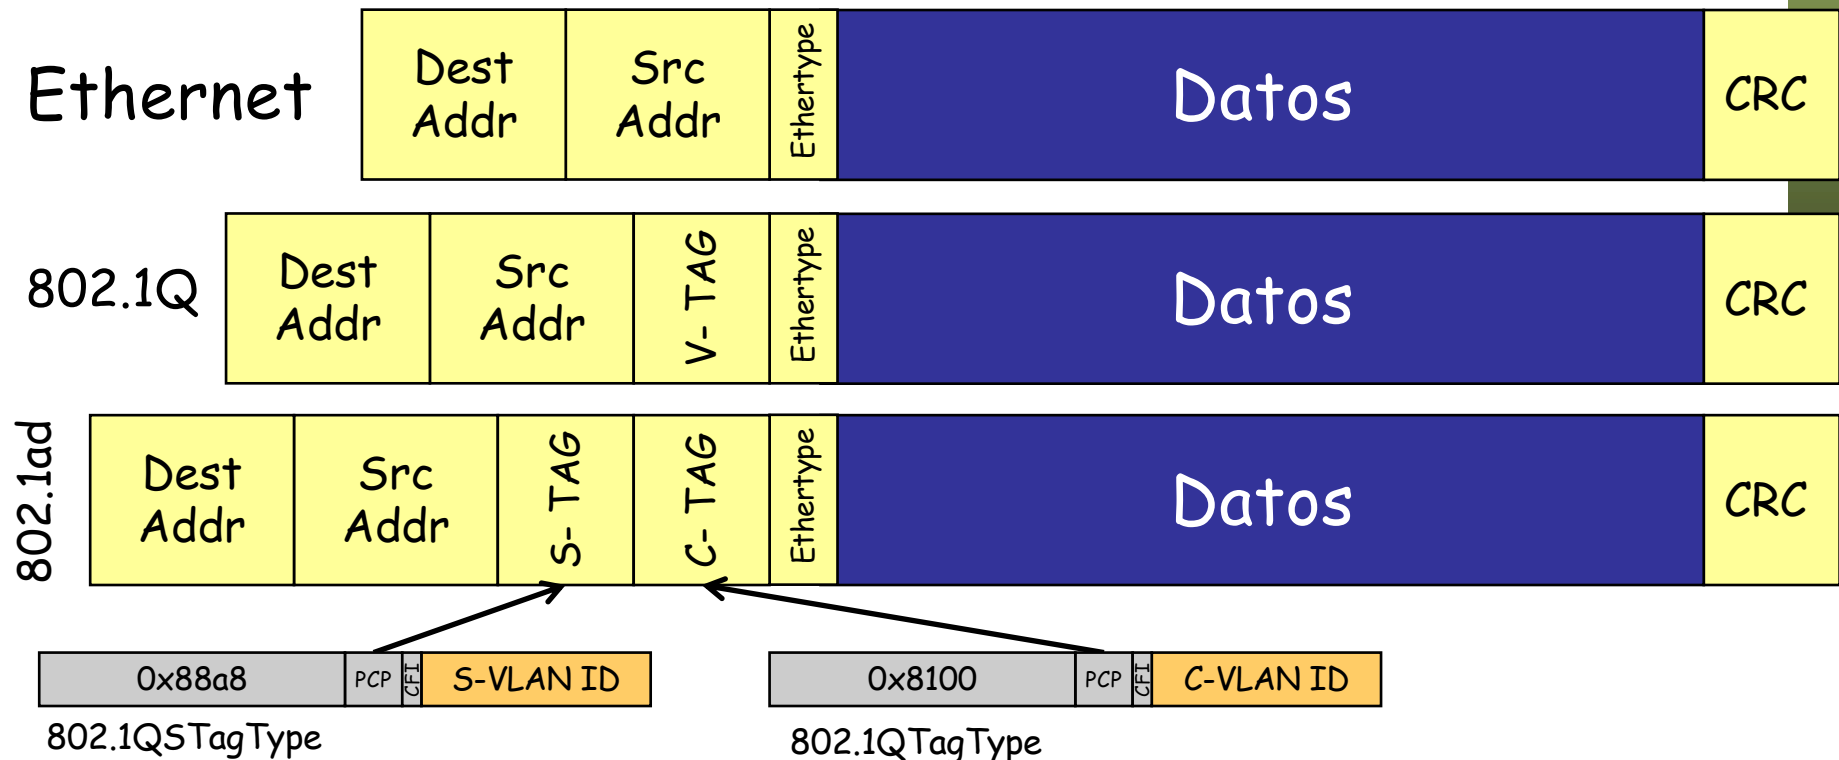 Ethernet
Dest
Addr
Src
Addr
Ethertype
Datos
CRC
802.1Q
Dest
Addr
Src
Addr
V- TAG
Ethertype
Datos
CRC
802.1ad
Dest
Addr
Src
Addr
S- TAG
C- TAG
Ethertype
Datos
CRC
0x88a8
PCP
CFI
S-VLAN ID
802.1QSTagType
0x8100
PCP
CFI
C-VLAN ID
802.1QTagType